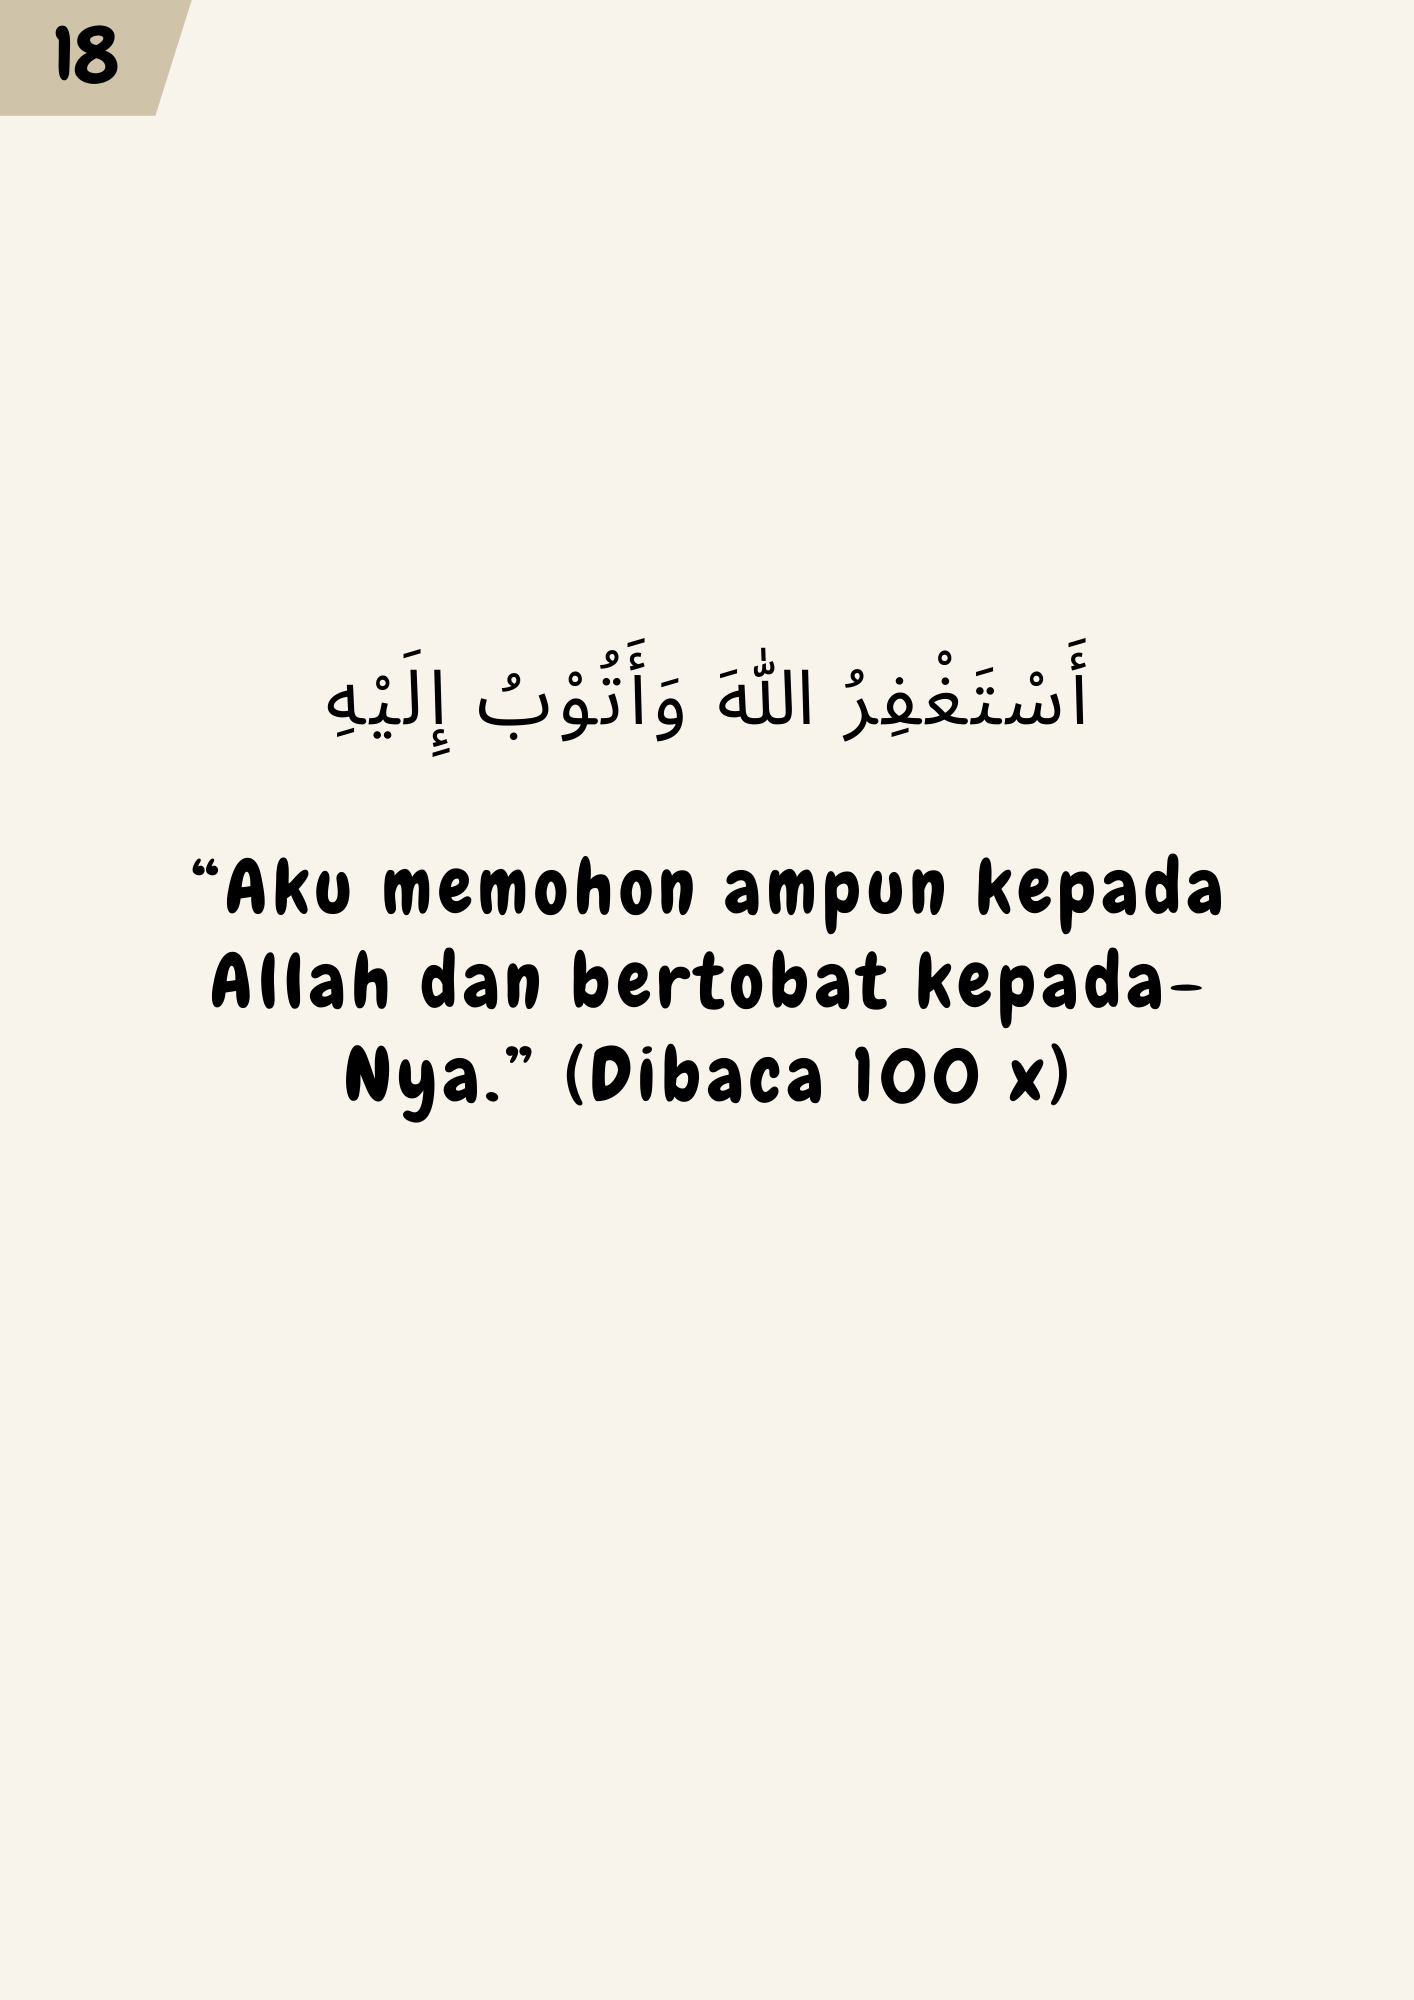 18
أَسْتَغْفِرُ اللّٰهَ وَأَتُوْبُ إِلَيْهِ
“Aku memohon ampun kepada
Allah dan bertobat kepada-
Nya.” (Dibaca 100 x)